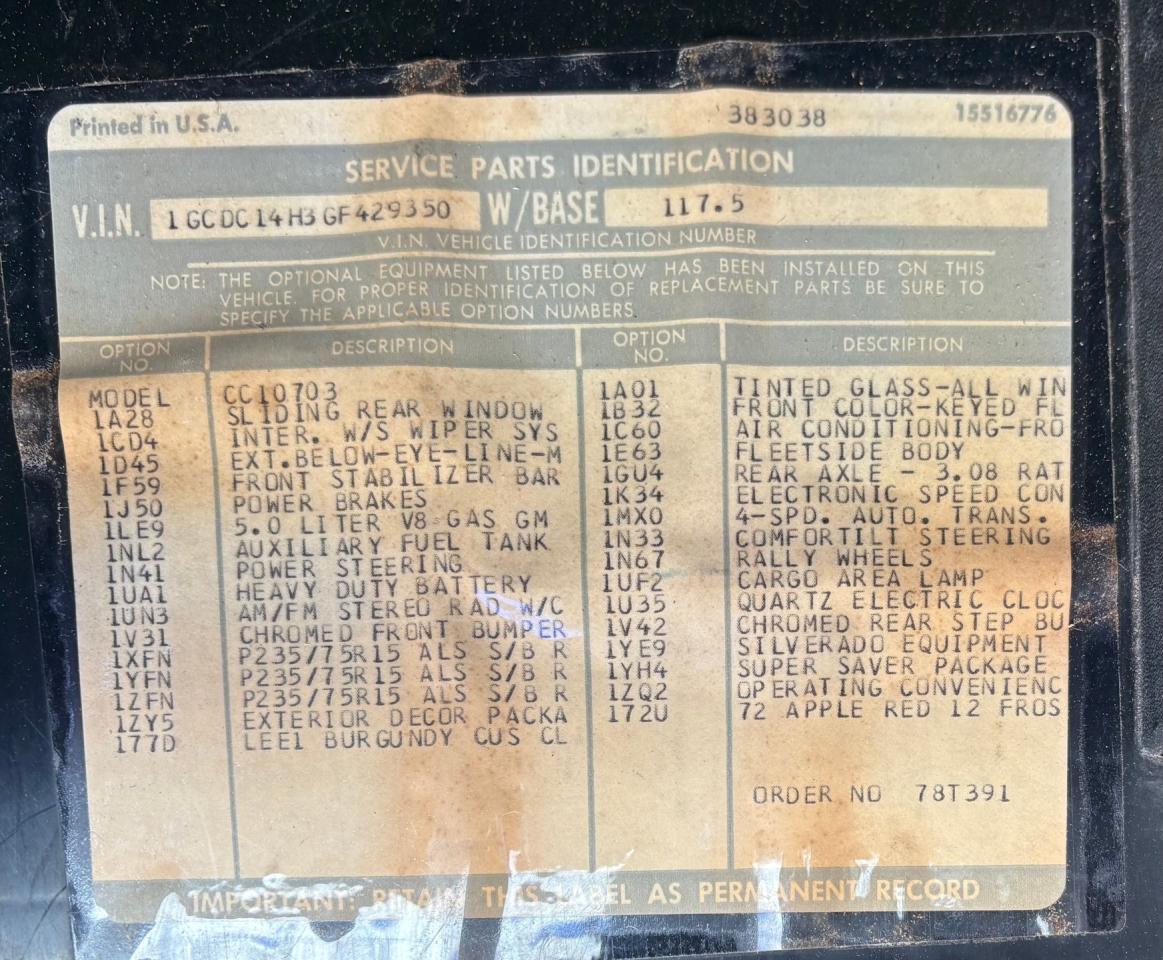 Printed in U.S.A. 383038 15516776
SERVICE PARTS IDENTIFICATION
V.I.N. 1GCDC14H3GF429350 W/BASE 117.5
V.I.N. VEHICLE IDENTIFICATION NUMBER
NOTE: THE OPTIONAL EQUIPMENT LISTED BELOW HAS BEEN INSTALLED ON THIS
VEHICLE. FOR PROPER IDENTIFICATION OF REPLACEMENT PARTS BE SURE TO
SPECIFY THE APPLICABLE OPTION NUMBERS.
OPTION NO. DESCRIPTION OPTION NO. DESCRIPTION
MODEL CC10703 1A01 TINTED GLASS-ALL WIN
1A28 SLIDING REAR WINDOW 1B32 FRONT COLOR-KEYED FL
1CD4 INTER. W/S WIPER SYS 1C60 AIR CONDITIONING-FRO
1D45 EXT.BELOW-EYE-LINE-M 1E63 FLEETSIDE BODY
1F59 FRONT STABILIZER BAR 1GU4 REAR AXLE - 3.08 RAT
1J50 POWER BRAKES 1K34 ELECTRONIC SPEED CON
1LE9 5.0 LITER V8 GAS GM 1MX0 4-SPD. AUTO. TRANS.
1NL2 AUXILIARY FUEL TANK 1N33 COMFORTILT STEERING
1N41 POWER STEERING 1N67 RALLY WHEELS
1UA1 HEAVY DUTY BATTERY 1UF2 CARGO AREA LAMP
1UN3 AM/FM STEREO RAD W/C 1U35 QUARTZ ELECTRIC CLOC
1V31 CHROMED FRONT BUMPER 1V42 CHROMED REAR STEP BU
1XFN P235/75R15 ALS S/B R 1YE9 SILVERADO EQUIPMENT
1YFN P235/75R15 ALS S/B R 1YH4 SUPER SAVER PACKAGE
1ZFN P235/75R15 ALS S/B R 1ZQ2 OPERATING CONVENIENC
1ZY5 EXTERIOR DECOR PACKA 172U 72 APPLE RED 12 FROS
177D LEE1 BURGUNDY CUS CL
ORDER NO 78T391
IMPORTANT: RETAIN THIS LABEL AS PERMANENT RECORD